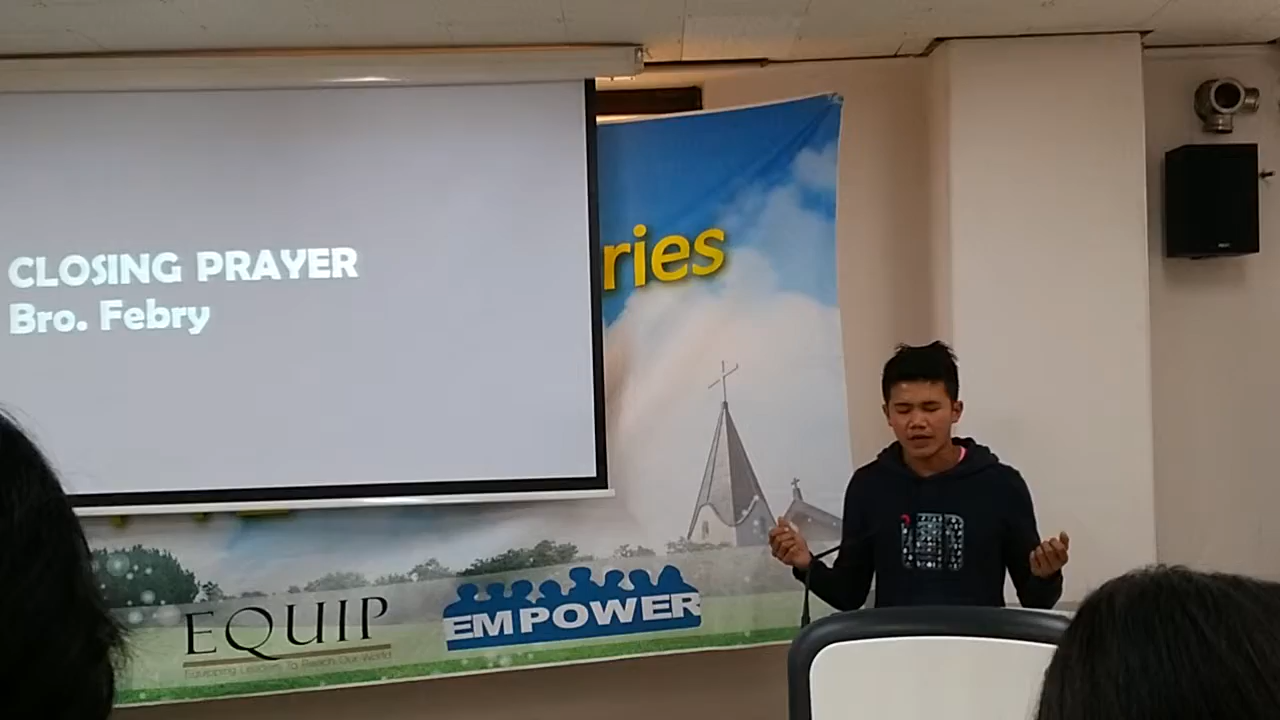 CLOSING PRAYER
Bro. Febry
ries
EQUIP
Equipping Leaders To Reach Our World
EMPOWER